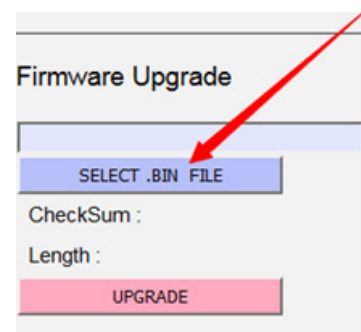 Firmware Upgrade
SELECT .BIN FILE
CheckSum :
Length :
UPGRADE